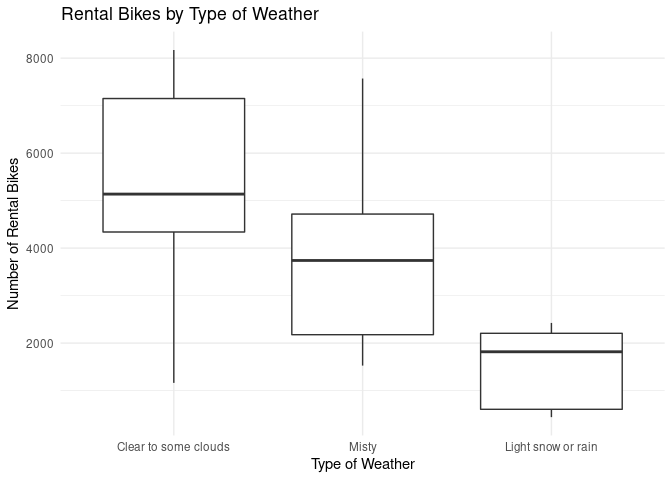 Rental Bikes by Type of Weather
Number of Rental Bikes
8000
6000
4000
2000
Clear to some clouds
Misty
Light snow or rain
Type of Weather